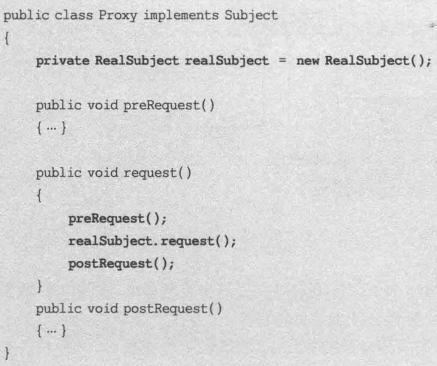 public class Proxy implements Subject
{
private RealSubject realSubject = new RealSubject();
public void preRequest()
{ … }
public void request()
{
preRequest();
realSubject.request();
postRequest();
}
public void postRequest()
{ … }
}